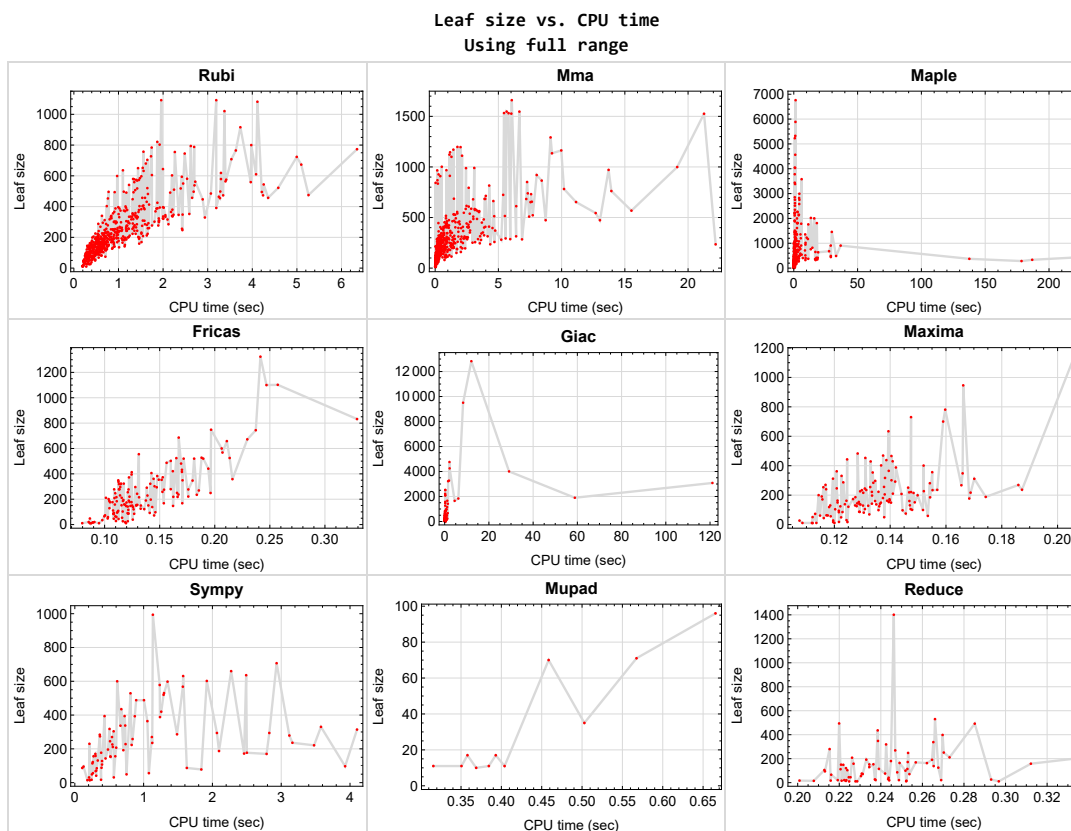 Leaf size vs. CPU time
Using full range
Rubi
Mma
Maple
Leaf size
1000
800
600
400
200
0
0 1 2 3 4 5 6
CPU time (sec)
Leaf size
1500
1000
500
0
0 5 10 15 20
CPU time (sec)
Leaf size
7000
6000
5000
4000
3000
2000
1000
0
0 50 100 150 200
CPU time (sec)
Fricas
Giac
Maxima
Leaf size
1200
1000
800
600
400
200
0
0.10 0.15 0.20 0.25 0.30
CPU time (sec)
Leaf size
12 000
10 000
8000
6000
4000
2000
0
0 20 40 60 80 100 120
CPU time (sec)
Leaf size
1200
1000
800
600
400
200
0
0.12 0.14 0.16 0.18 0.20
CPU time (sec)
Sympy
Mupad
Reduce
Leaf size
1000
800
600
400
200
0
0 1 2 3 4
CPU time (sec)
Leaf size
100
80
60
40
20
0
0.35 0.40 0.45 0.50 0.55 0.60 0.65
CPU time (sec)
Leaf size
1400
1200
1000
800
600
400
200
0
0.20 0.22 0.24 0.26 0.28 0.30 0.32
CPU time (sec)